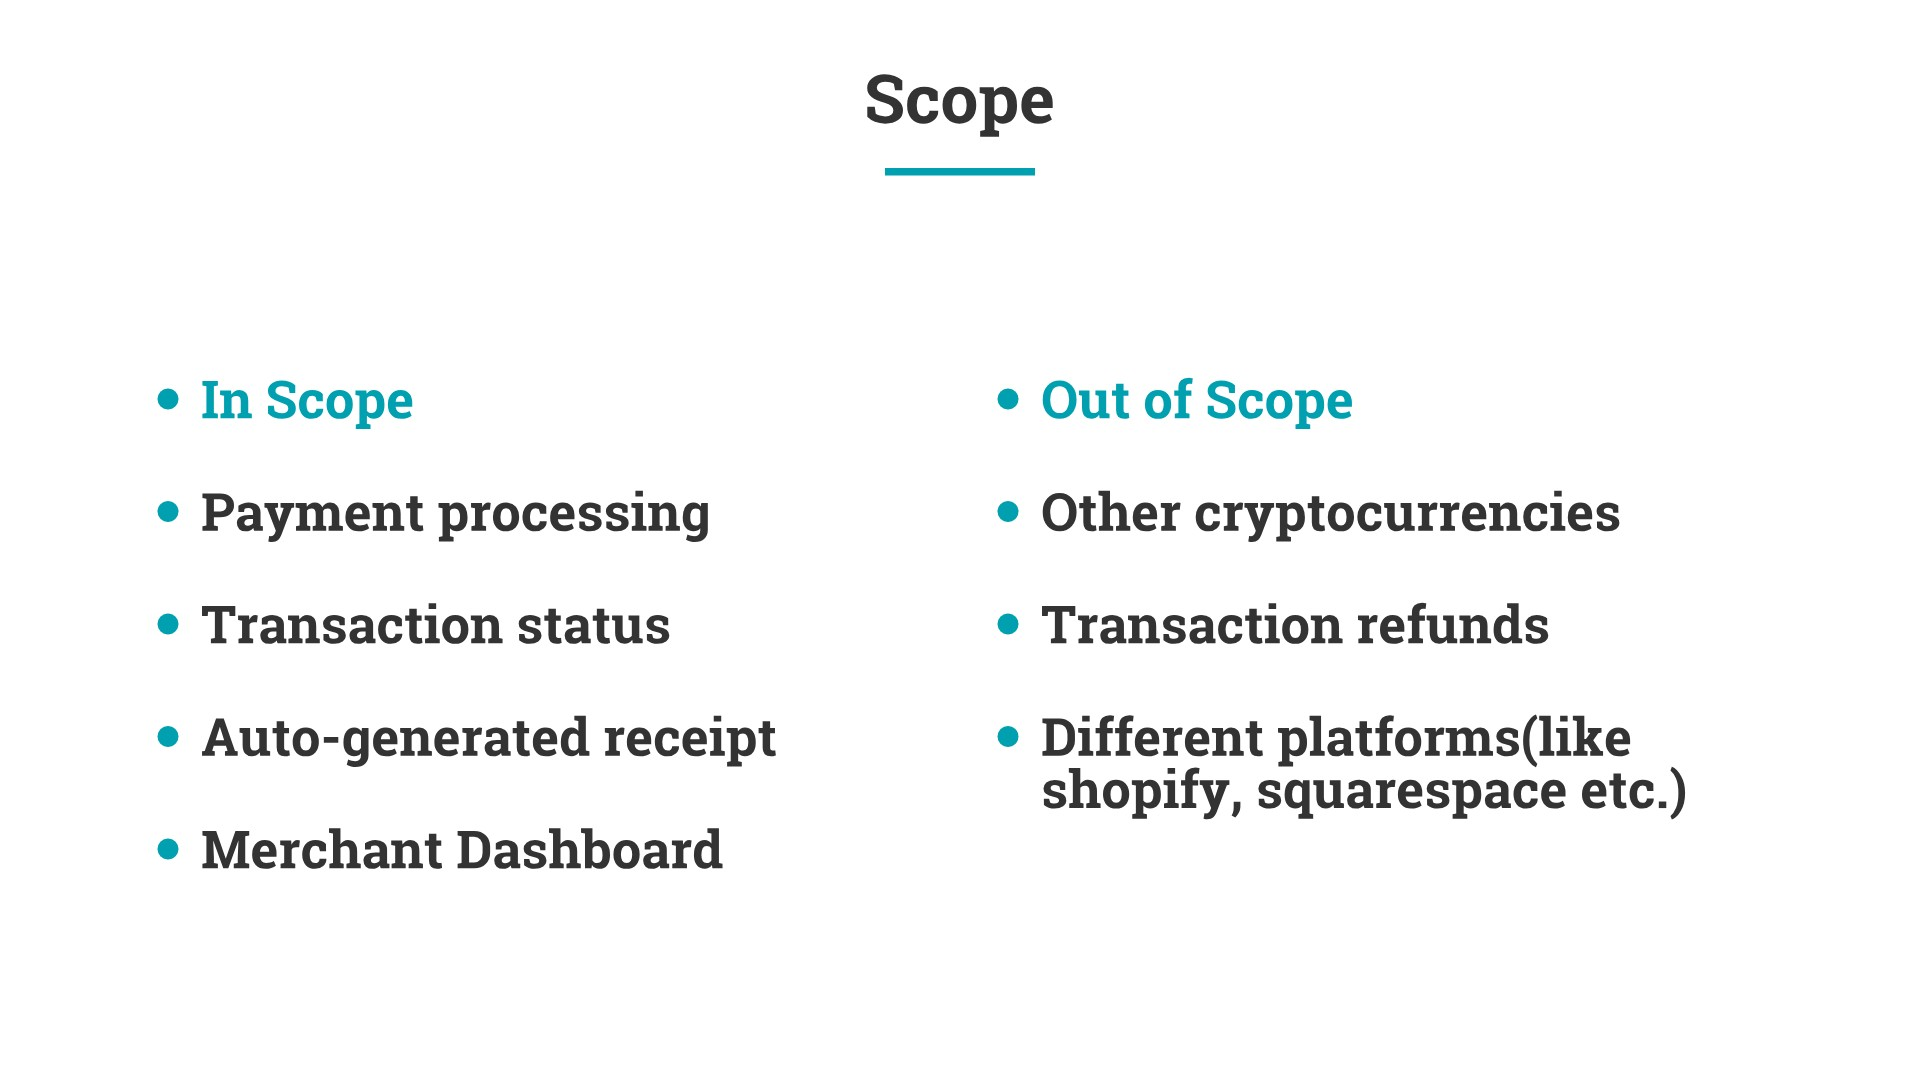 Scope
In Scope
Payment processing
Transaction status
Auto-generated receipt
Merchant Dashboard
Out of Scope
Other cryptocurrencies
Transaction refunds
Different platforms(like
shopify, squarespace etc.)